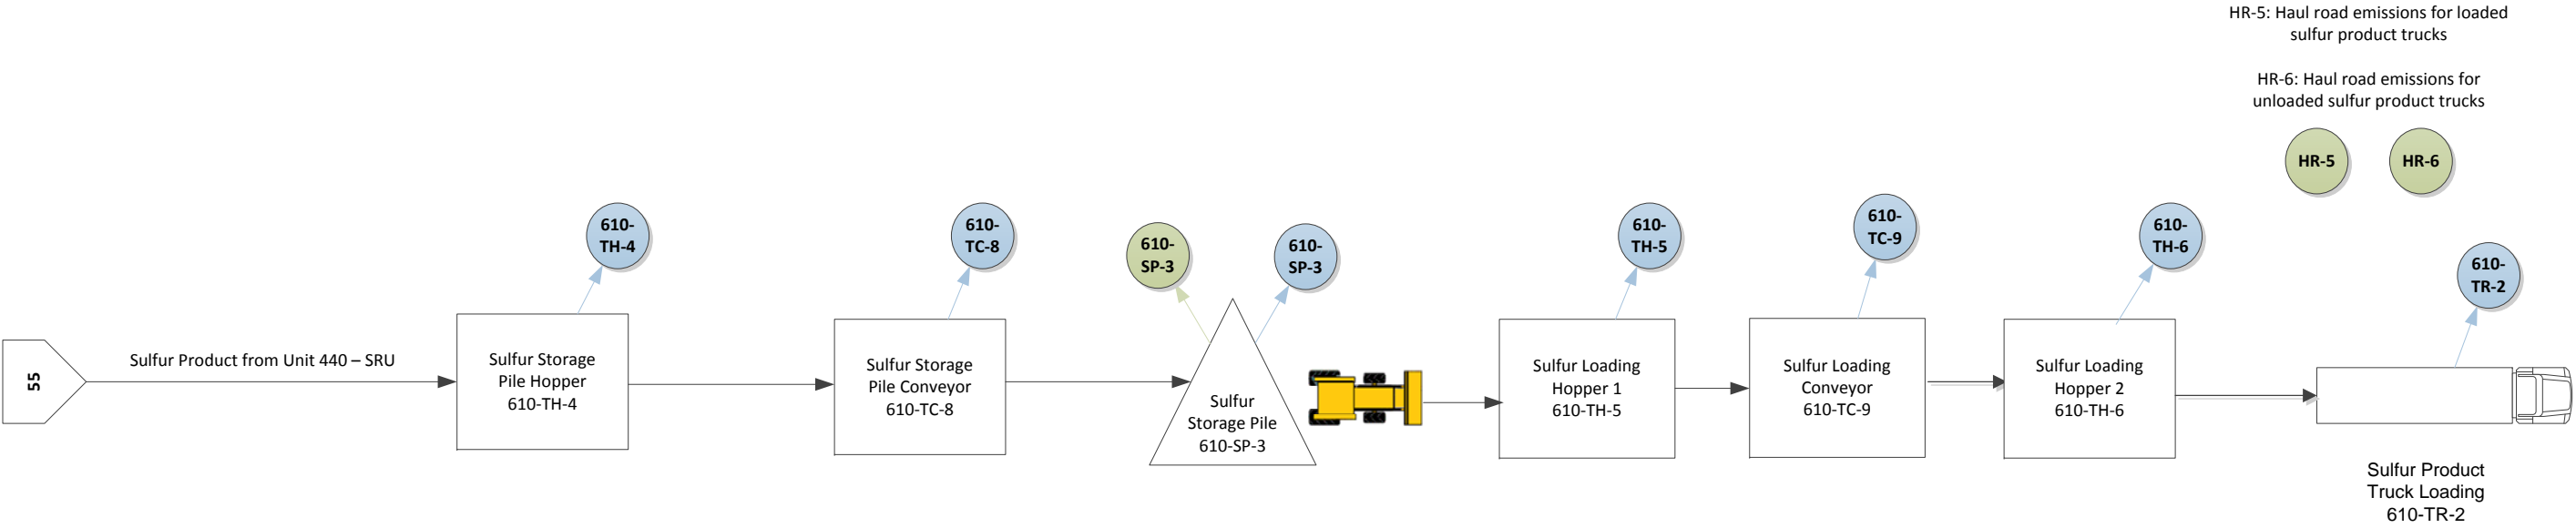 HR-5: Haul road emissions for loaded
sulfur product trucks
HR-6: Haul road emissions for
unloaded sulfur product trucks
HR-5
HR-6
610-
TH-4
610-
TC-8
610-
SP-3
610-
SP-3
610-
TH-5
610-
TC-9
610-
TH-6
610-
TR-2
55
Sulfur Product from Unit 440 – SRU
Sulfur Storage
Pile Hopper
610-TH-4
Sulfur Storage
Pile Conveyor
610-TC-8
Sulfur
Storage Pile
610-SP-3
Sulfur Loading
Hopper 1
610-TH-5
Sulfur Loading
Conveyor
610-TC-9
Sulfur Loading
Hopper 2
610-TH-6
Sulfur Product
Truck Loading
610-TR-2